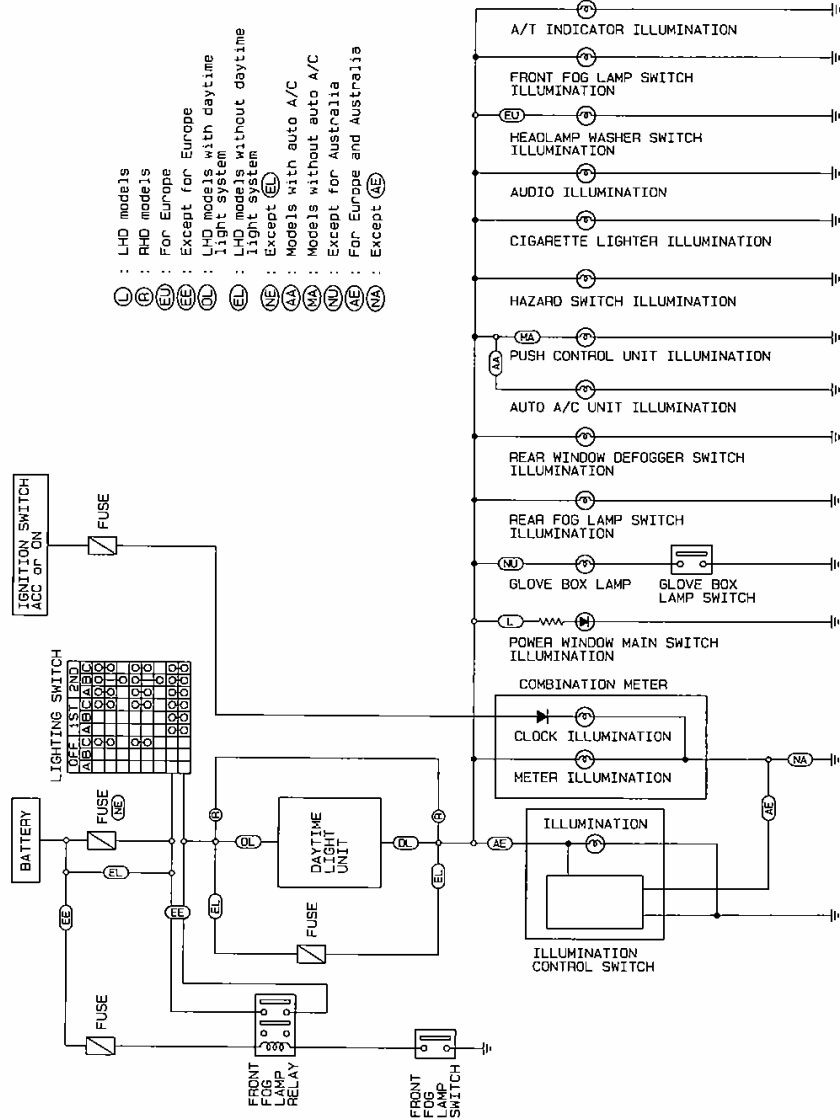 L : LHD models
R : RHD models
EU : For Europe
EE : Except for Europe
OL : LHD models with daytime
light system
EL : LHD models without daytime
light system
NE : Except EL
AA : Models with auto A/C
MA : Models without auto A/C
NU : Except for Australia
AE : For Europe and Australia
NA : Except AE
A/T INDICATOR ILLUMINATION
FRONT FOG LAMP SWITCH
ILLUMINATION
EU
HEADLAMP WASHER SWITCH
ILLUMINATION
AUDIO ILLUMINATION
CIGARETTE LIGHTER ILLUMINATION
HAZARD SWITCH ILLUMINATION
MA
PUSH CONTROL UNIT ILLUMINATION
AA
AUTO A/C UNIT ILLUMINATION
REAR WINDOW DEFOGGER SWITCH
ILLUMINATION
REAR FOG LAMP SWITCH
ILLUMINATION
NU
GLOVE BOX LAMP
GLOVE BOX
LAMP SWITCH
L
POWER WINDOW MAIN SWITCH
ILLUMINATION
COMBINATION METER
CLOCK ILLUMINATION
METER ILLUMINATION
NA
AE
AE
ILLUMINATION
ILLUMINATION
CONTROL SWITCH
IGNITION SWITCH
ACC or ON
FUSE
LIGHTING SWITCH
OFF 1ST 2ND
A B C A B C A B C
BATTERY
FUSE
NE
EL
EE
EE
R
R
OL
DAYTIME
LIGHT
UNIT
OL
EL
EL
FUSE
FUSE
FRONT
FOG
LAMP
RELAY
FRONT
FOG
LAMP
SWITCH